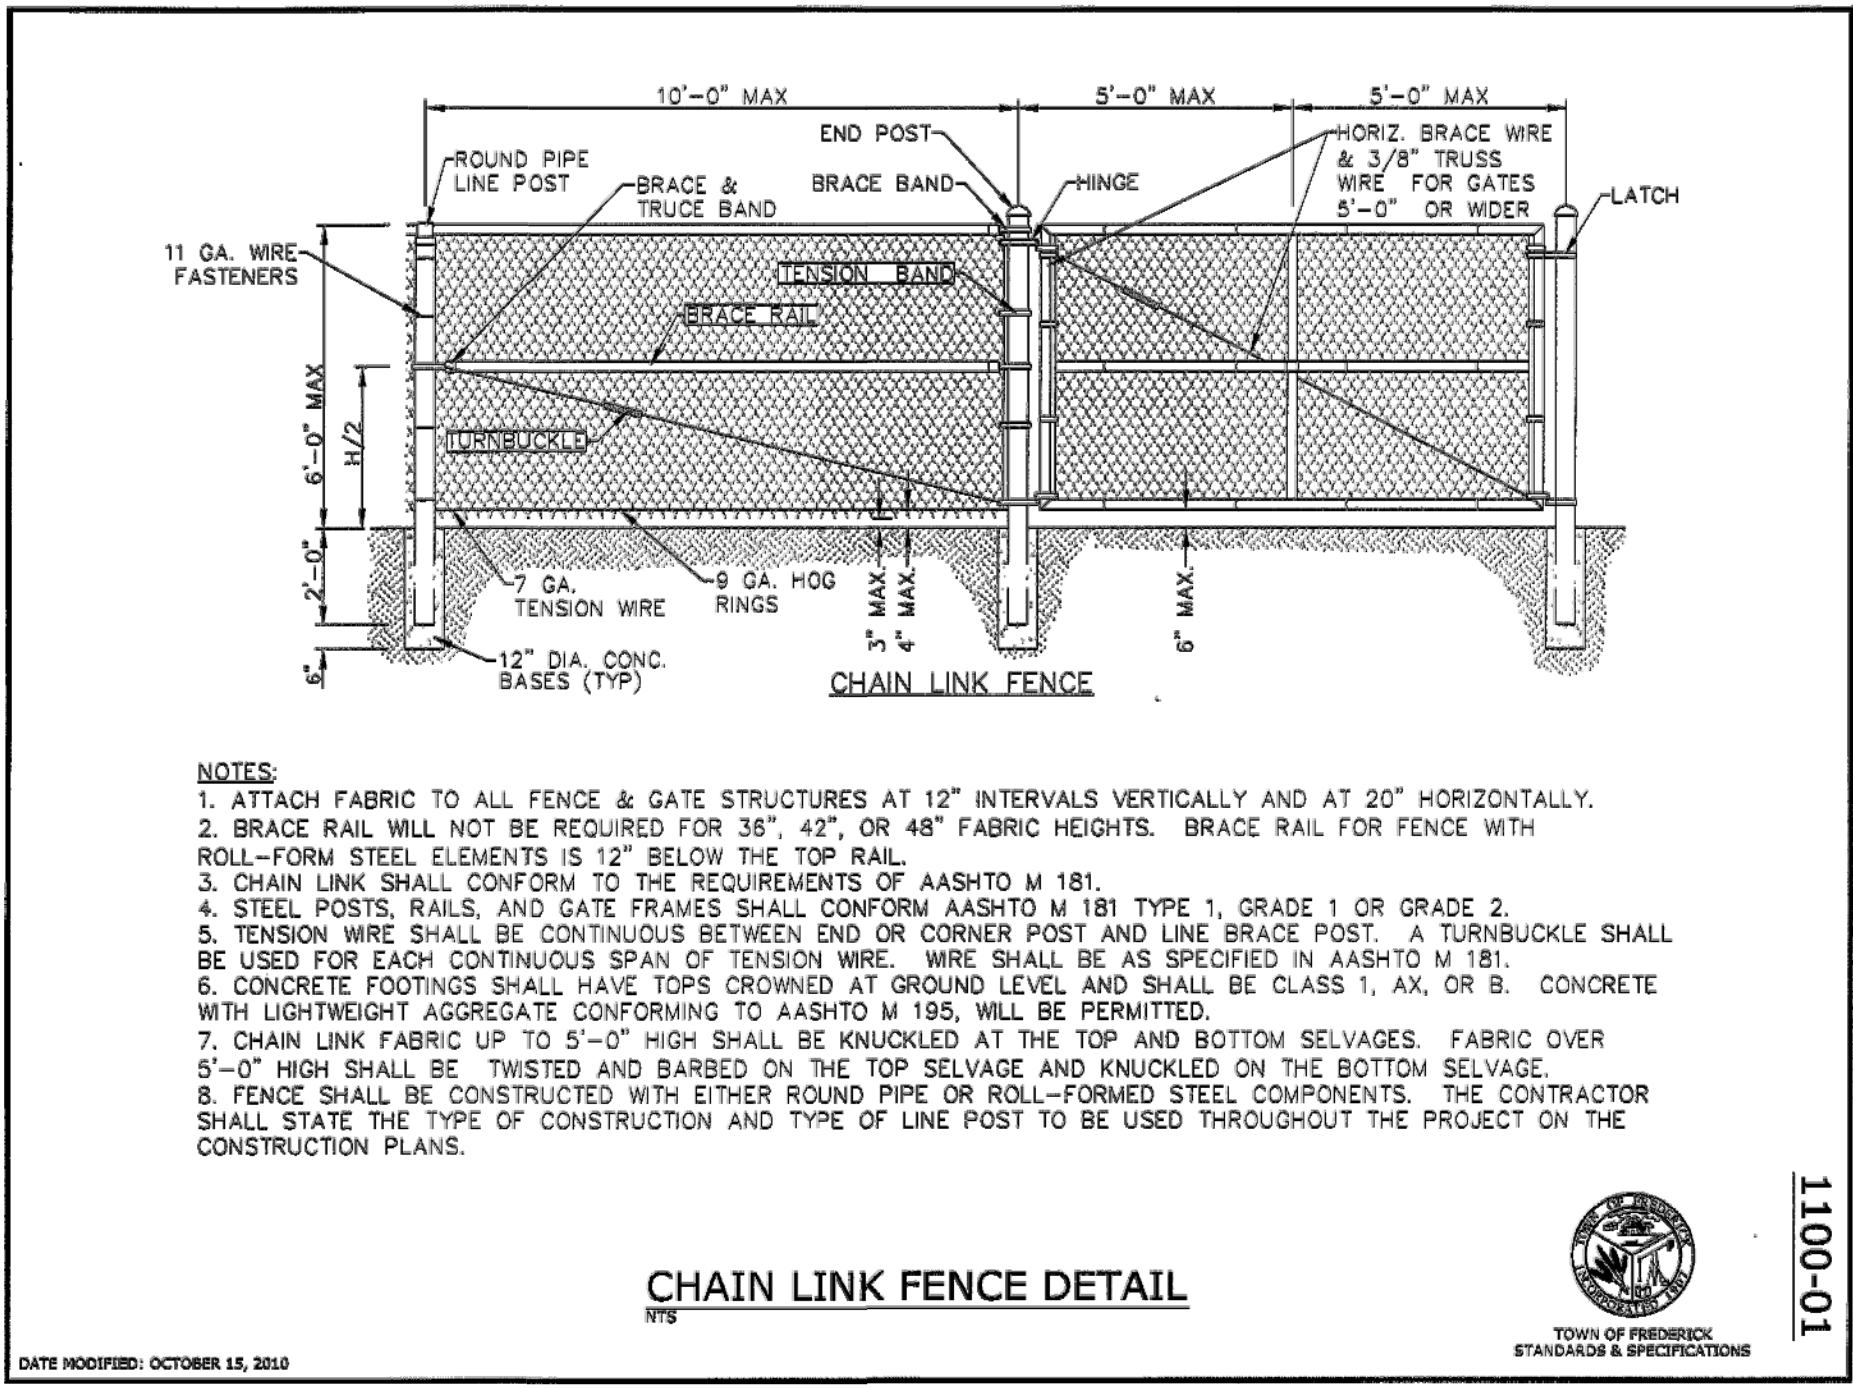 10'-0" MAX
5'-0" MAX
5'-0" MAX
END POST
HORIZ. BRACE WIRE
& 3/8" TRUSS
WIRE FOR GATES
5'-0" OR WIDER
ROUND PIPE
LINE POST
BRACE &
TRUCE BAND
BRACE BAND
HINGE
LATCH
11 GA. WIRE
FASTENERS
TENSION BAND
BRACE RAIL
6'-0" MAX
H/2
TURNBUCKLE
2'-0"
7 GA.
TENSION WIRE
9 GA. HOG
RINGS
3" MAX.
4" MAX.
6" MAX.
6"
12" DIA. CONC.
BASES (TYP)
CHAIN LINK FENCE
NOTES:
1. ATTACH FABRIC TO ALL FENCE & GATE STRUCTURES AT 12" INTERVALS VERTICALLY AND AT 20" HORIZONTALLY.
2. BRACE RAIL WILL NOT BE REQUIRED FOR 36", 42", OR 48" FABRIC HEIGHTS. BRACE RAIL FOR FENCE WITH
ROLL-FORM STEEL ELEMENTS IS 12" BELOW THE TOP RAIL.
3. CHAIN LINK SHALL CONFORM TO THE REQUIREMENTS OF AASHTO M 181.
4. STEEL POSTS, RAILS, AND GATE FRAMES SHALL CONFORM AASHTO M 181 TYPE 1, GRADE 1 OR GRADE 2.
5. TENSION WIRE SHALL BE CONTINUOUS BETWEEN END OR CORNER POST AND LINE BRACE POST. A TURNBUCKLE SHALL
BE USED FOR EACH CONTINUOUS SPAN OF TENSION WIRE. WIRE SHALL BE AS SPECIFIED IN AASHTO M 181.
6. CONCRETE FOOTINGS SHALL HAVE TOPS CROWNED AT GROUND LEVEL AND SHALL BE CLASS 1, AX, OR B. CONCRETE
WITH LIGHTWEIGHT AGGREGATE CONFORMING TO AASHTO M 195, WILL BE PERMITTED.
7. CHAIN LINK FABRIC UP TO 5'-0" HIGH SHALL BE KNUCKLED AT THE TOP AND BOTTOM SELVAGES. FABRIC OVER
5'-0" HIGH SHALL BE TWISTED AND BARBED ON THE TOP SELVAGE AND KNUCKLED ON THE BOTTOM SELVAGE.
8. FENCE SHALL BE CONSTRUCTED WITH EITHER ROUND PIPE OR ROLL-FORMED STEEL COMPONENTS. THE CONTRACTOR
SHALL STATE THE TYPE OF CONSTRUCTION AND TYPE OF LINE POST TO BE USED THROUGHOUT THE PROJECT ON THE
CONSTRUCTION PLANS.
CHAIN LINK FENCE DETAIL
NTS
TOWN OF FREDERICK
INCORPORATED 1907
TOWN OF FREDERICK
STANDARDS & SPECIFICATIONS
1100-01
DATE MODIFIED: OCTOBER 15, 2010